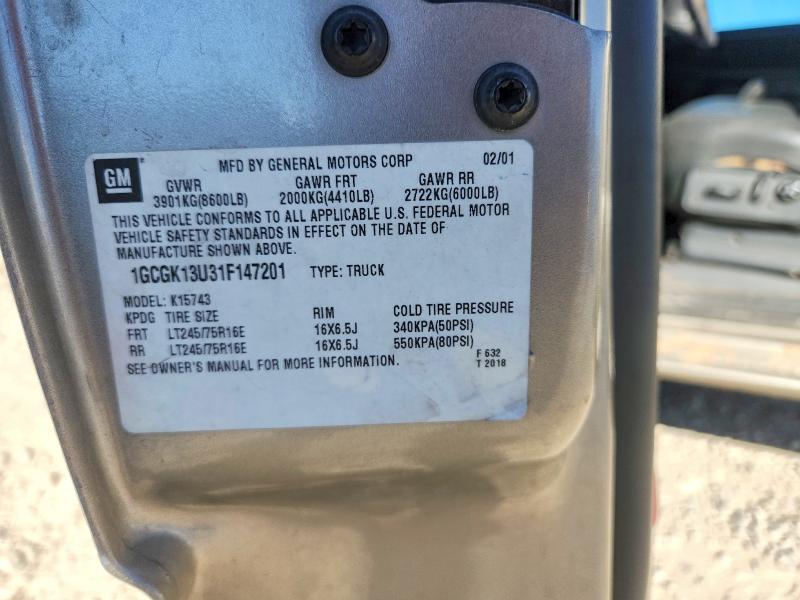 GM
MFD BY GENERAL MOTORS CORP 02/01
GVWR GAWR FRT GAWR RR
3901KG(8600LB) 2000KG(4410LB) 2722KG(6000LB)
THIS VEHICLE CONFORMS TO ALL APPLICABLE U.S. FEDERAL MOTOR
VEHICLE SAFETY STANDARDS IN EFFECT ON THE DATE OF
MANUFACTURE SHOWN ABOVE.
1GCGK13U31F147201 TYPE: TRUCK
MODEL: K15743
KPDG TIRE SIZE RIM COLD TIRE PRESSURE
FRT LT245/75R16E 16X6.5J 340KPA(50PSI)
RR LT245/75R16E 16X6.5J 550KPA(80PSI)
SEE OWNER'S MANUAL FOR MORE INFORMATION.
F 632
T 2018